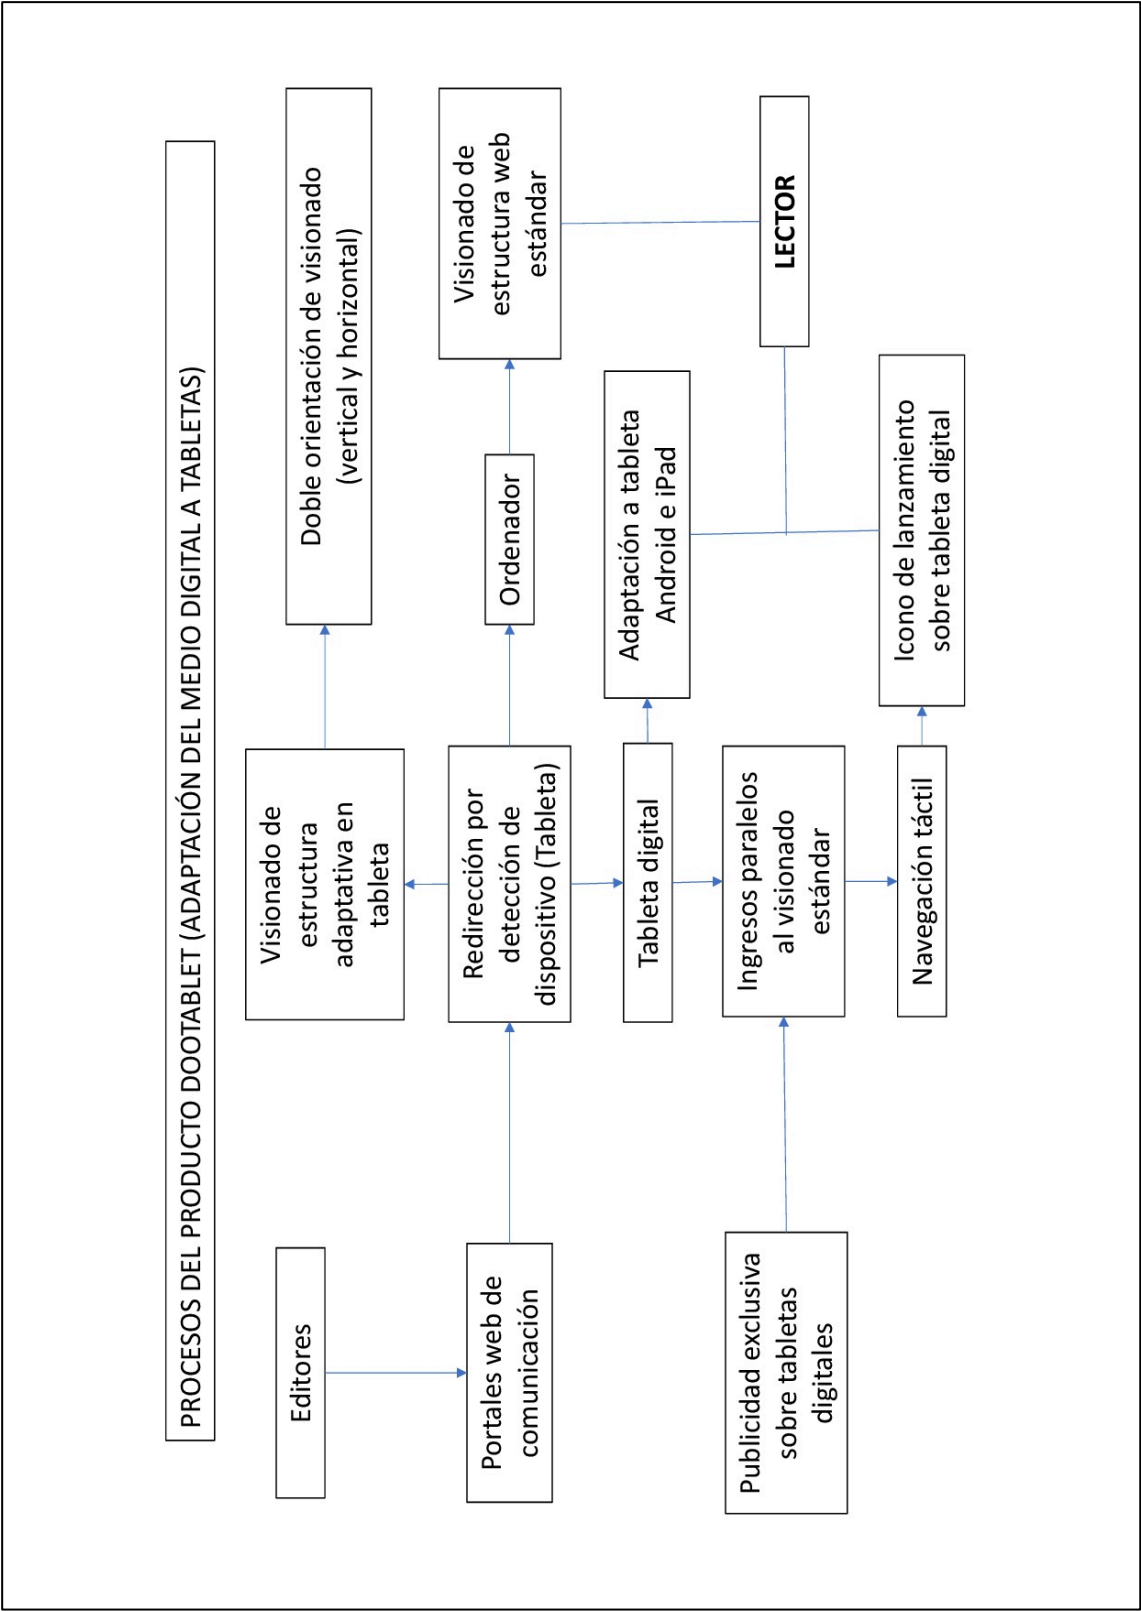 PROCESOS DEL PRODUCTO DOOTABLET (ADAPTACIÓN DEL MEDIO DIGITAL A TABLETAS)
Editores
Visionado de
estructura
adaptativa en
tableta
Doble orientación de visionado
(vertical y horizontal)
Portales web de
comunicación
Redirección por
detección de
dispositivo (Tableta)
Ordenador
Visionado de
estructura web
estándar
Tableta digital
Adaptación a tableta
Android e iPad
Publicidad exclusiva
sobre tabletas
digitales
Ingresos paralelos
al visionado
estándar
LECTOR
Navegación táctil
Icono de lanzamiento
sobre tableta digital